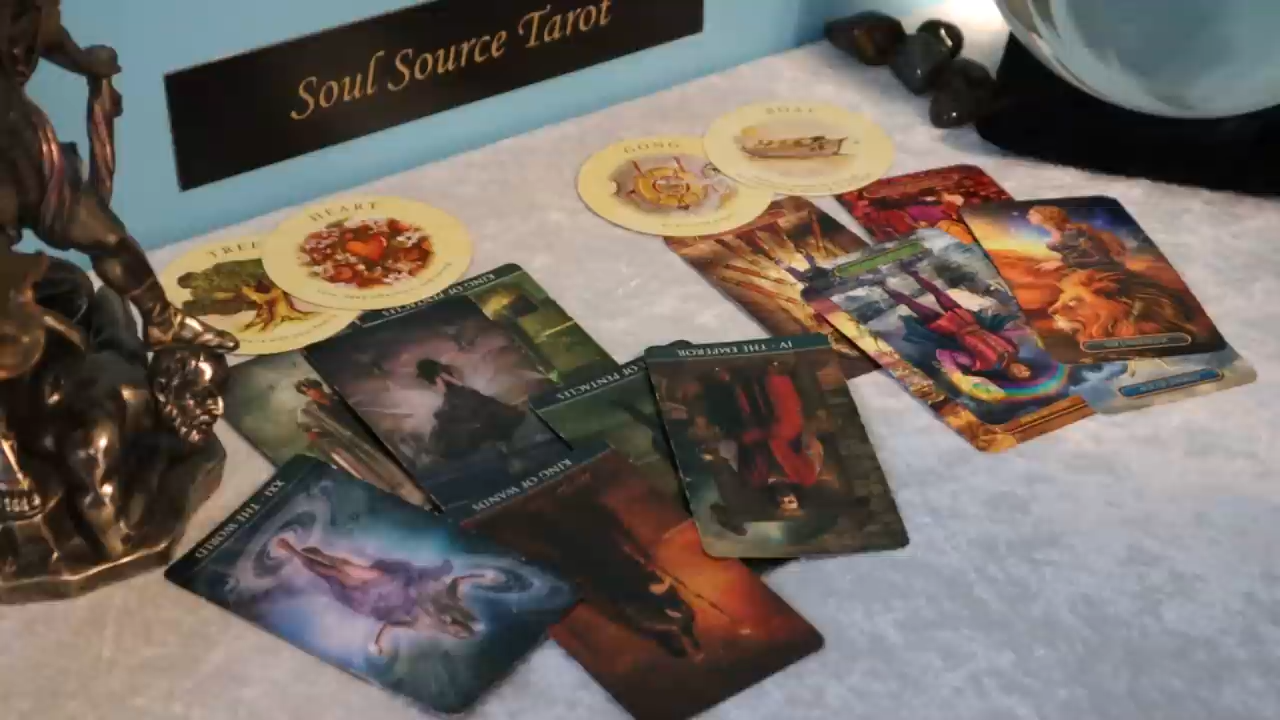 Soul Source Tarot
BOAT
GONG
HEART
TREE
KING OF PENTACLES
OF PENTACLES
IV · THE EMPEROR
KING OF WANDS
XXI · THE WORLD